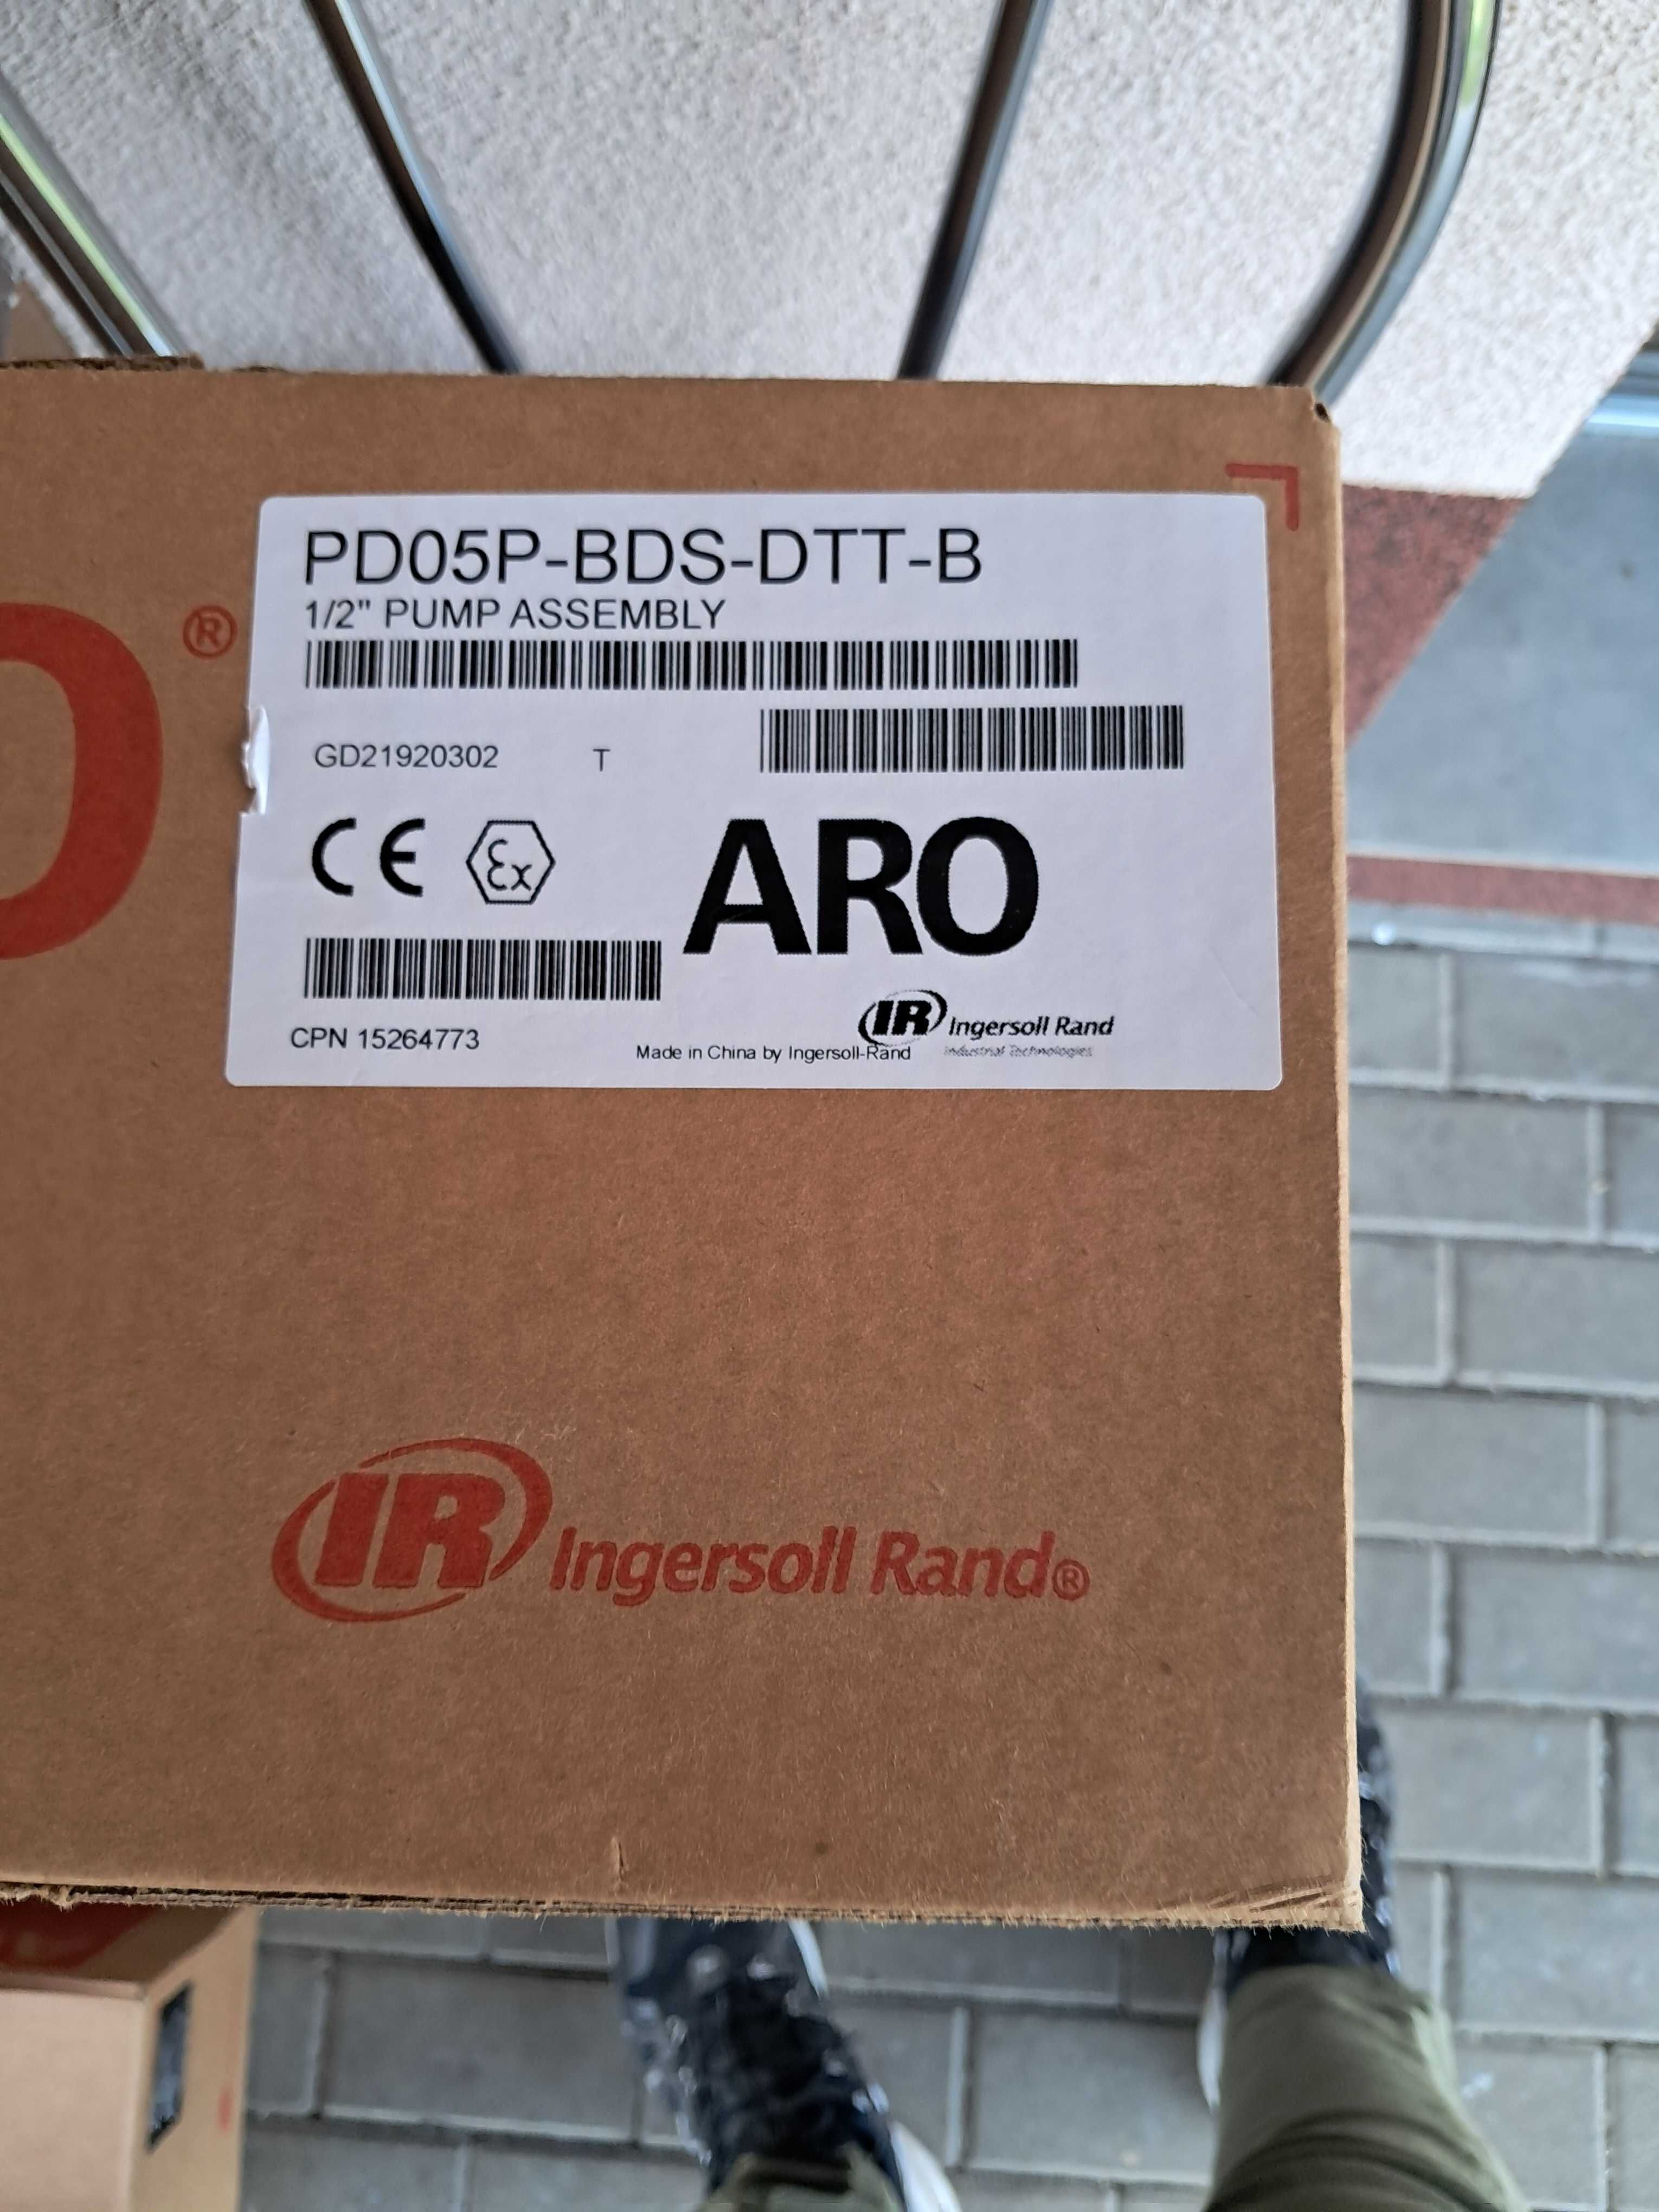 PD05P-BDS-DTT-B
1/2" PUMP ASSEMBLY
®
GD21920302 T
CE Ex ARO
CPN 15264773
IR Ingersoll Rand
Industrial Technologies
Made in China by Ingersoll-Rand
IR Ingersoll Rand®